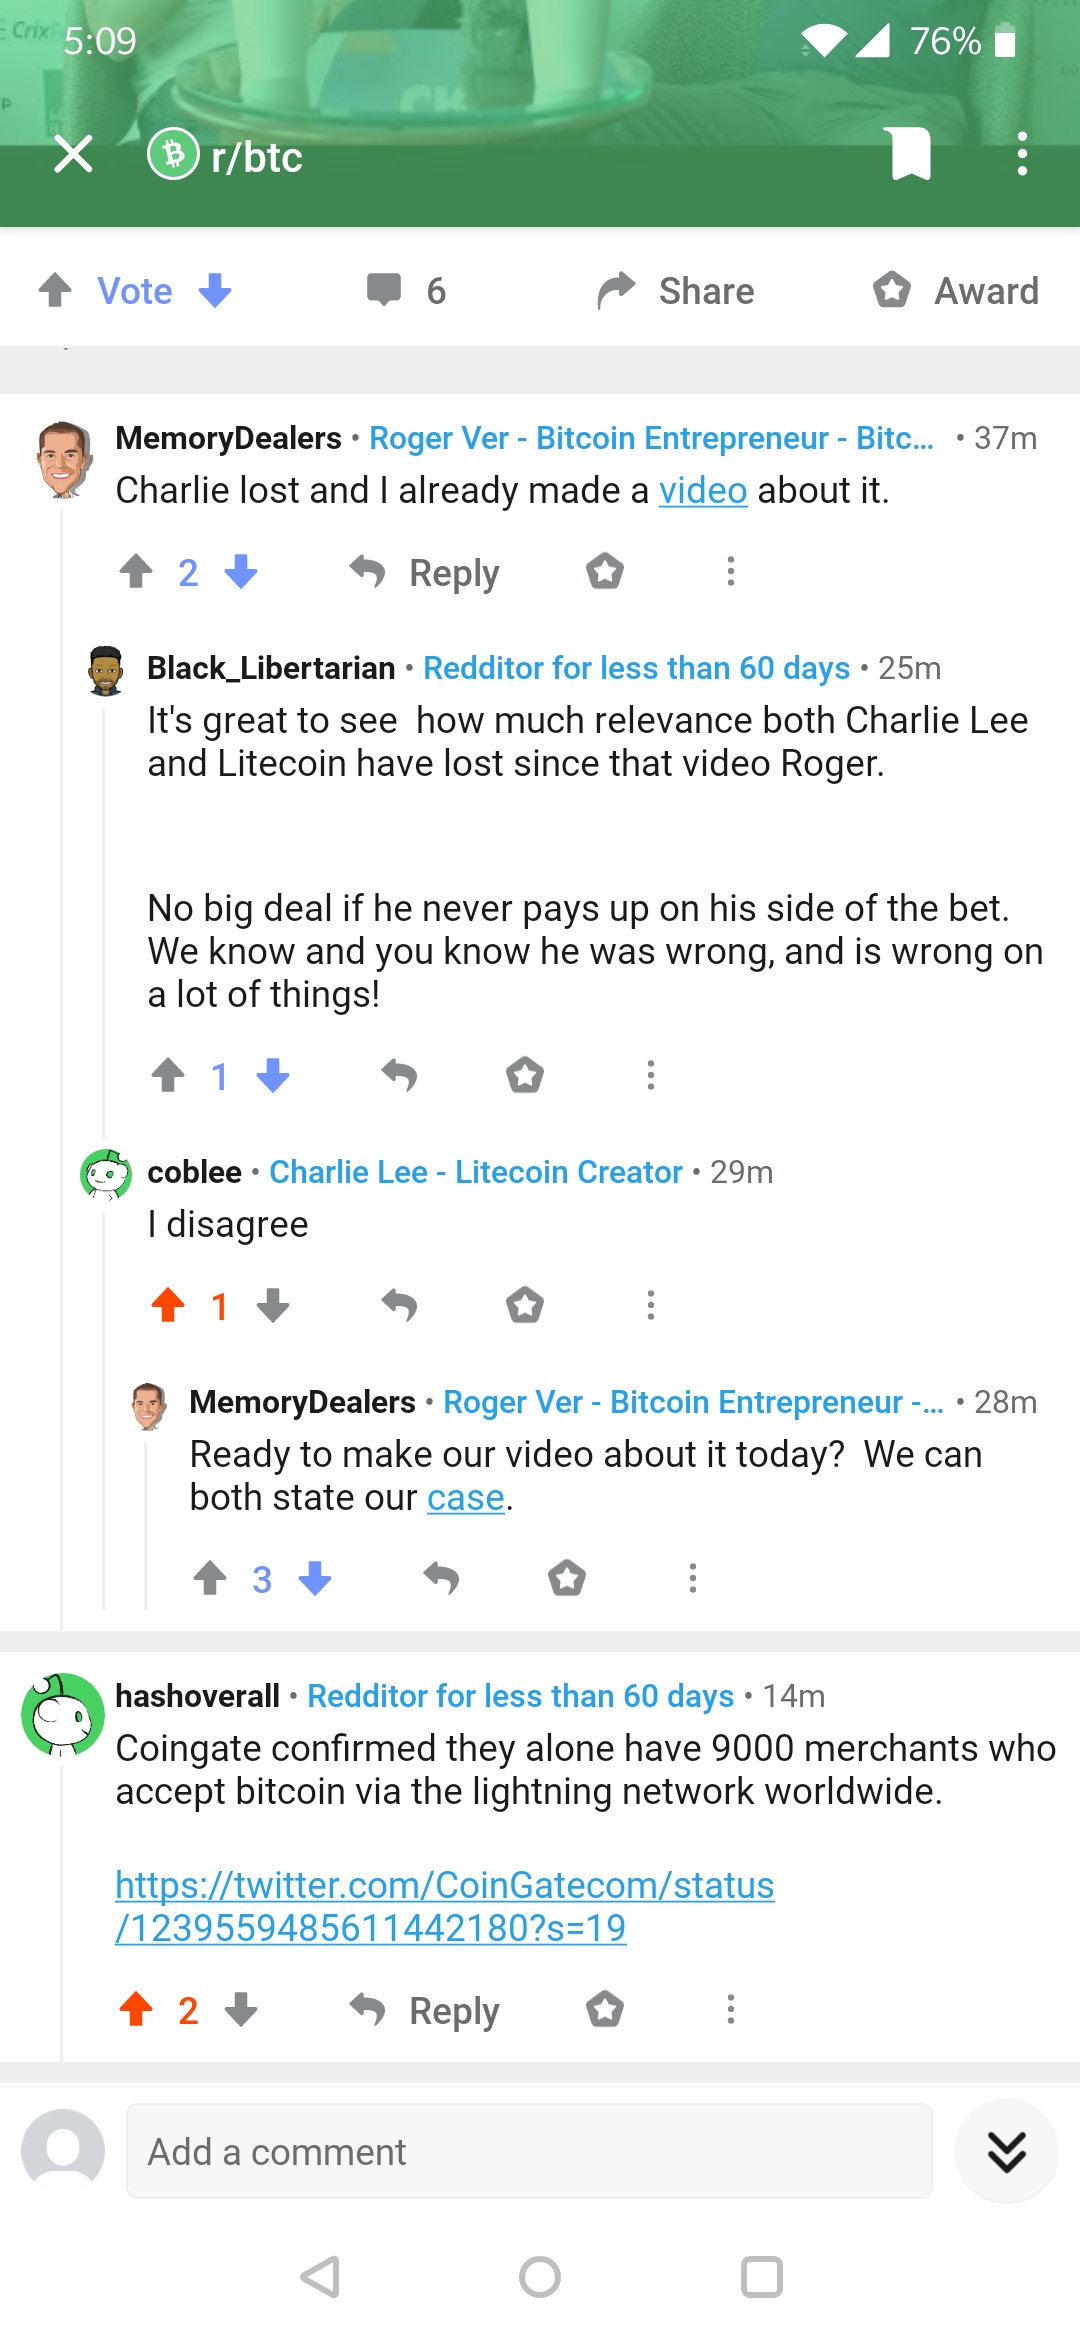 5:09
76%
r/btc
Vote
6
Share
Award
MemoryDealers • Roger Ver - Bitcoin Entrepreneur - Bitc... • 37m
Charlie lost and I already made a video about it.
2
Reply
Black_Libertarian • Redditor for less than 60 days • 25m
It's great to see  how much relevance both Charlie Lee
and Litecoin have lost since that video Roger.
No big deal if he never pays up on his side of the bet.
We know and you know he was wrong, and is wrong on
a lot of things!
1
coblee • Charlie Lee - Litecoin Creator • 29m
I disagree
1
MemoryDealers • Roger Ver - Bitcoin Entrepreneur -... • 28m
Ready to make our video about it today?  We can
both state our case.
3
hashoverall • Redditor for less than 60 days • 14m
Coingate confirmed they alone have 9000 merchants who
accept bitcoin via the lightning network worldwide.
https://twitter.com/CoinGatecom/status
/1239559485611442180?s=19
2
Reply
Add a comment